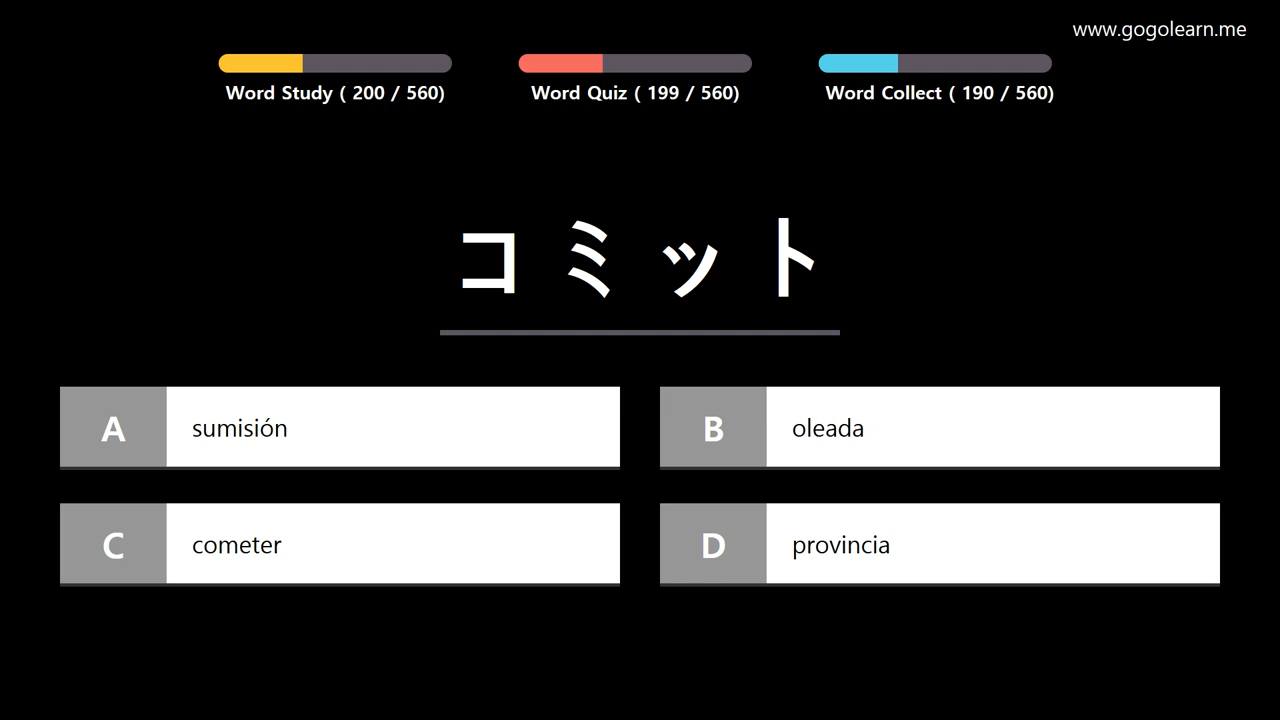 www.gogolearn.me
Word Study ( 200 / 560) Word Quiz ( 199 / 560) Word Collect ( 190 / 560)
コミット
A sumisión
B oleada
C cometer
D provincia